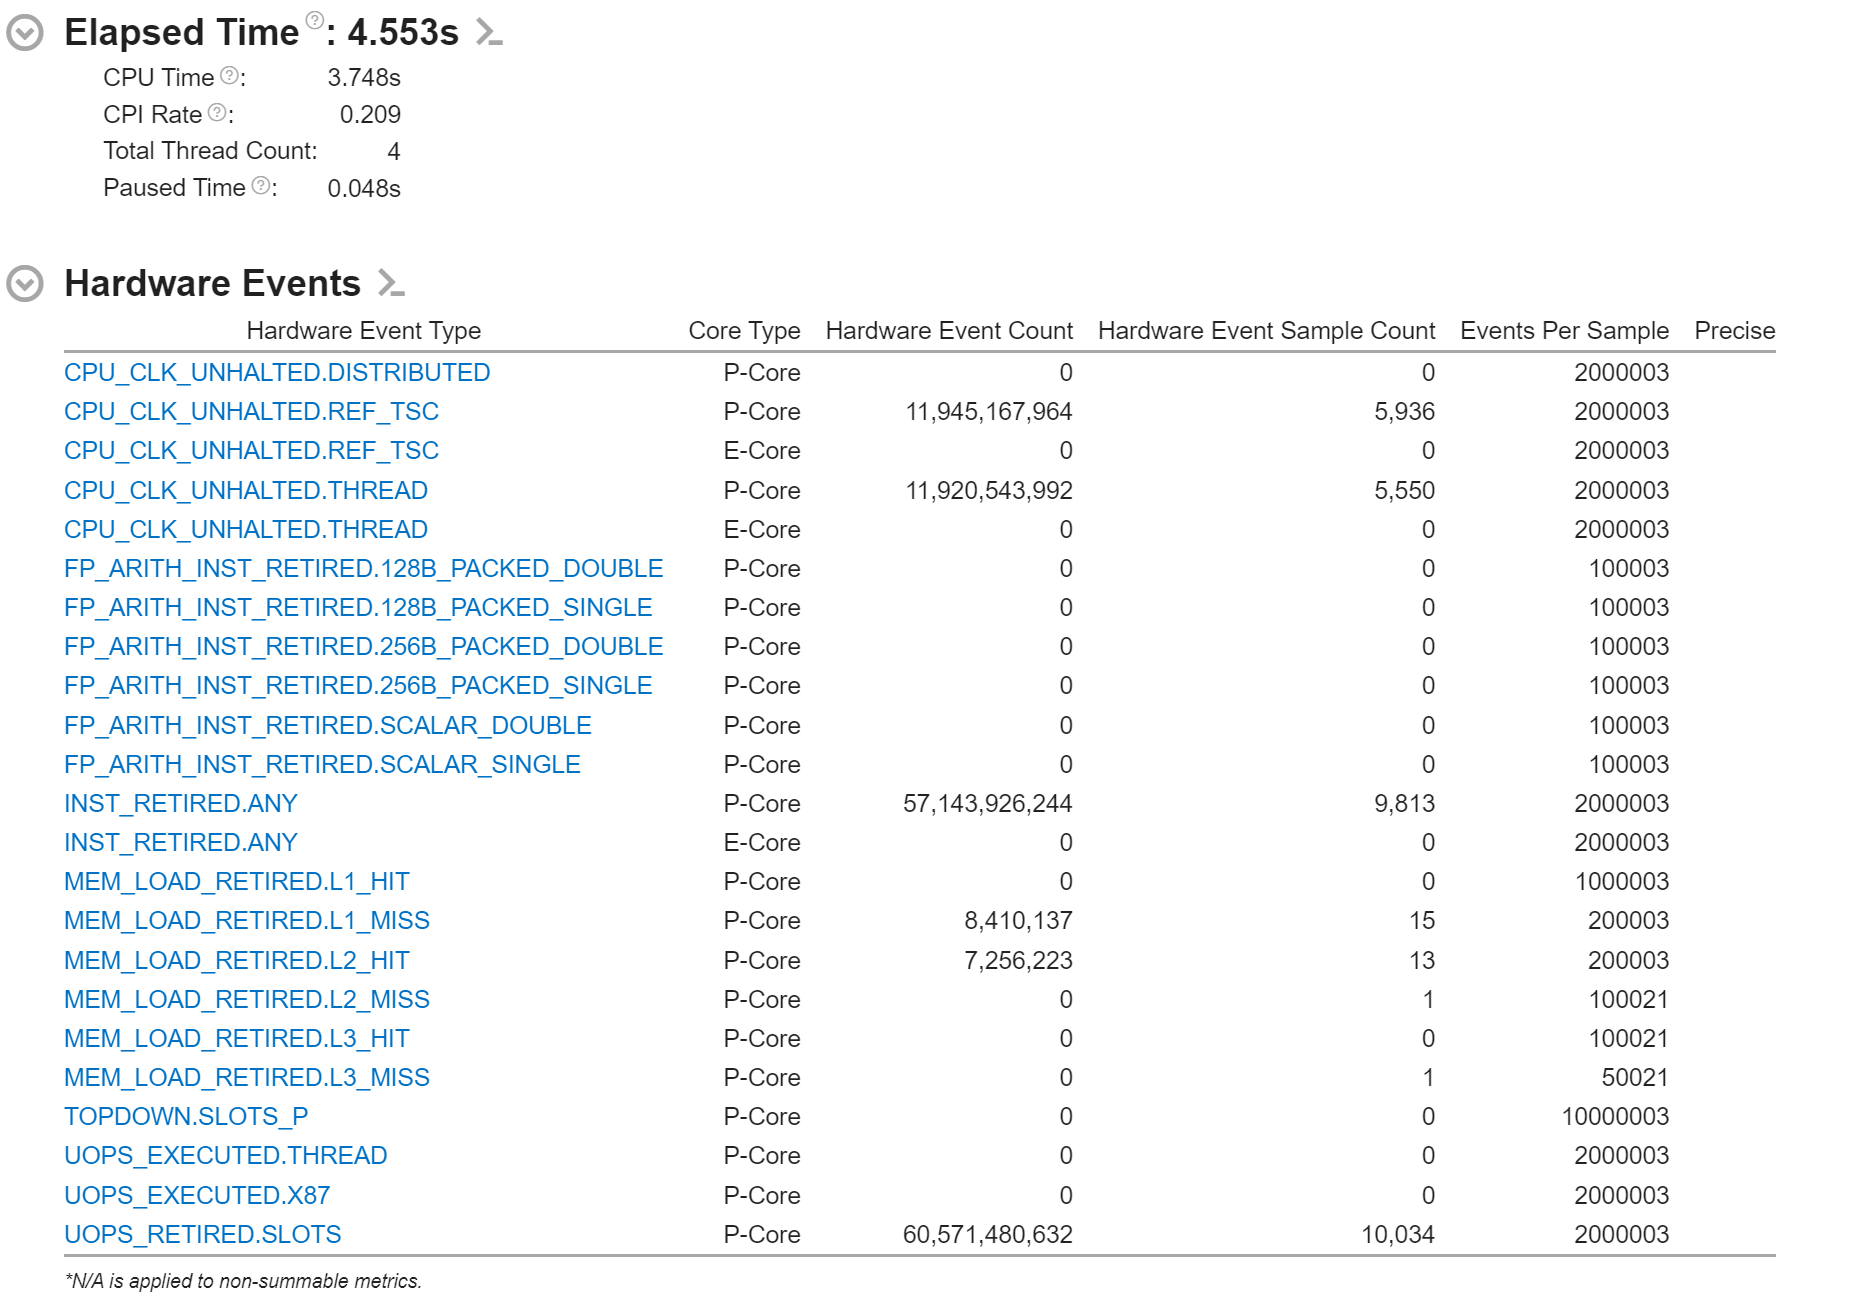 Elapsed Time ?: 4.553s
CPU Time ?: 3.748s
CPI Rate ?: 0.209
Total Thread Count: 4
Paused Time ?: 0.048s
Hardware Events
Hardware Event Type Core Type Hardware Event Count Hardware Event Sample Count Events Per Sample Precise
CPU_CLK_UNHALTED.DISTRIBUTED P-Core 0 0 2000003
CPU_CLK_UNHALTED.REF_TSC P-Core 11,945,167,964 5,936 2000003
CPU_CLK_UNHALTED.REF_TSC E-Core 0 0 2000003
CPU_CLK_UNHALTED.THREAD P-Core 11,920,543,992 5,550 2000003
CPU_CLK_UNHALTED.THREAD E-Core 0 0 2000003
FP_ARITH_INST_RETIRED.128B_PACKED_DOUBLE P-Core 0 0 100003
FP_ARITH_INST_RETIRED.128B_PACKED_SINGLE P-Core 0 0 100003
FP_ARITH_INST_RETIRED.256B_PACKED_DOUBLE P-Core 0 0 100003
FP_ARITH_INST_RETIRED.256B_PACKED_SINGLE P-Core 0 0 100003
FP_ARITH_INST_RETIRED.SCALAR_DOUBLE P-Core 0 0 100003
FP_ARITH_INST_RETIRED.SCALAR_SINGLE P-Core 0 0 100003
INST_RETIRED.ANY P-Core 57,143,926,244 9,813 2000003
INST_RETIRED.ANY E-Core 0 0 2000003
MEM_LOAD_RETIRED.L1_HIT P-Core 0 0 1000003
MEM_LOAD_RETIRED.L1_MISS P-Core 8,410,137 15 200003
MEM_LOAD_RETIRED.L2_HIT P-Core 7,256,223 13 200003
MEM_LOAD_RETIRED.L2_MISS P-Core 0 1 100021
MEM_LOAD_RETIRED.L3_HIT P-Core 0 0 100021
MEM_LOAD_RETIRED.L3_MISS P-Core 0 1 50021
TOPDOWN.SLOTS_P P-Core 0 0 10000003
UOPS_EXECUTED.THREAD P-Core 0 0 2000003
UOPS_EXECUTED.X87 P-Core 0 0 2000003
UOPS_RETIRED.SLOTS P-Core 60,571,480,632 10,034 2000003
*N/A is applied to non-summable metrics.